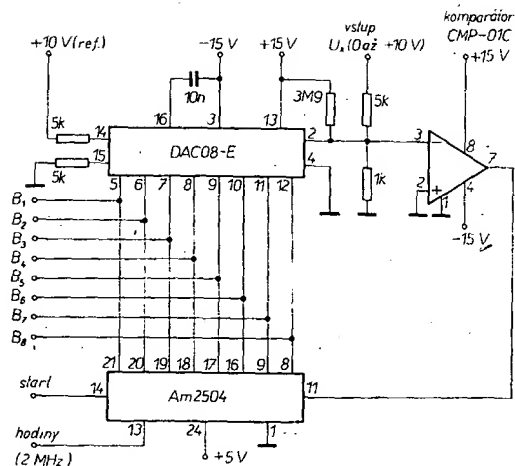 +10 V (ref.)
-15 V
+15 V
vstup
Uₓ (0 až +10 V)
komparátor
CMP-01C
+15 V
10n
3M9
5k
5k
14
16
3
13
2
3
8
7
DAC08-E
15
4
1k
2
+
1
4
5k
5
6
7
8
9
10
11
12
-15 V
B₁
B₂
B₃
B₄
B₅
B₆
B₇
B₈
21
20
19
18
17
16
9
8
start
14
Am2504
11
hodiny
13
24
1
(2 MHz)
+5 V